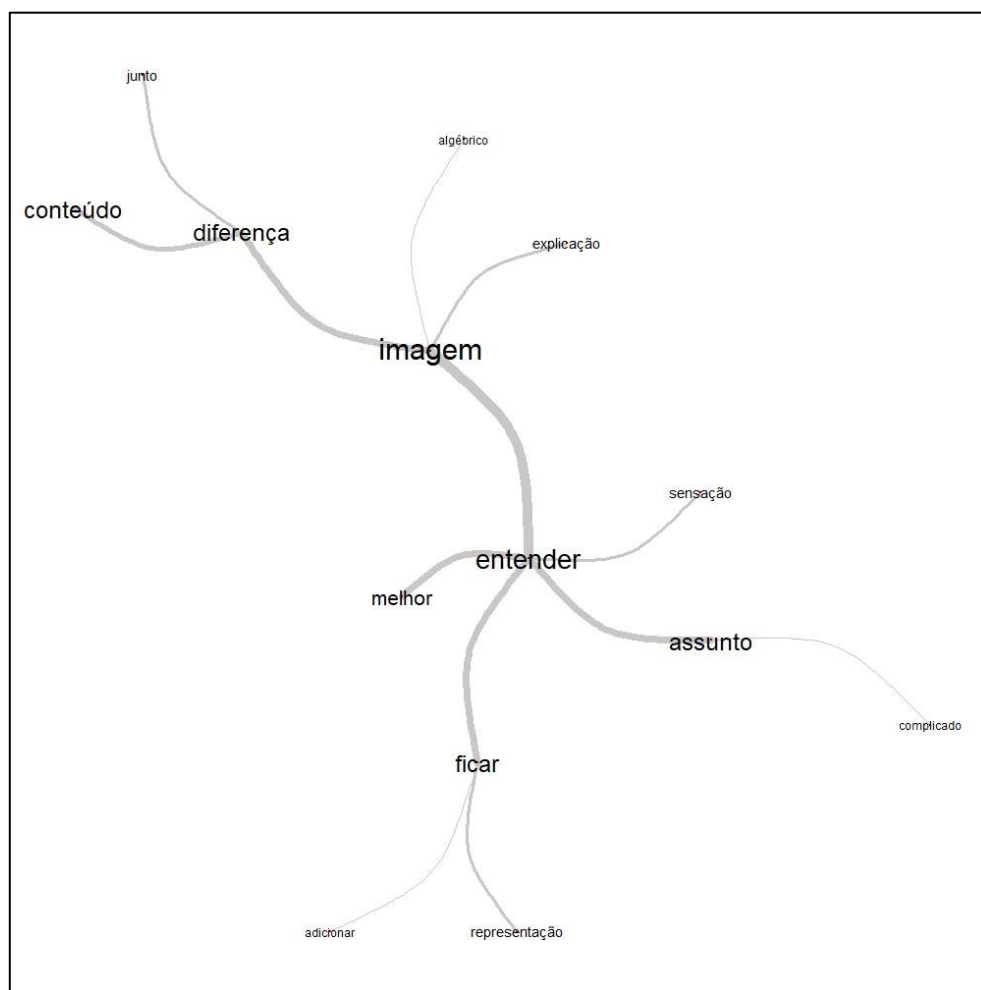 junto
algébrico
conteúdo
diferença
explicação
imagem
sensação
entender
melhor
assunto
complicado
ficar
adicionar
representação